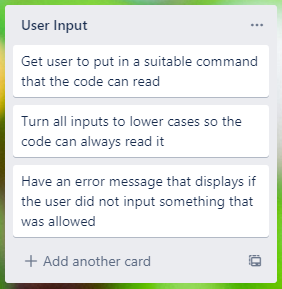 User Input
Get user to put in a suitable command
that the code can read
Turn all inputs to lower cases so the
code can always read it
Have an error message that displays if
the user did not input something that
was allowed
Add another card